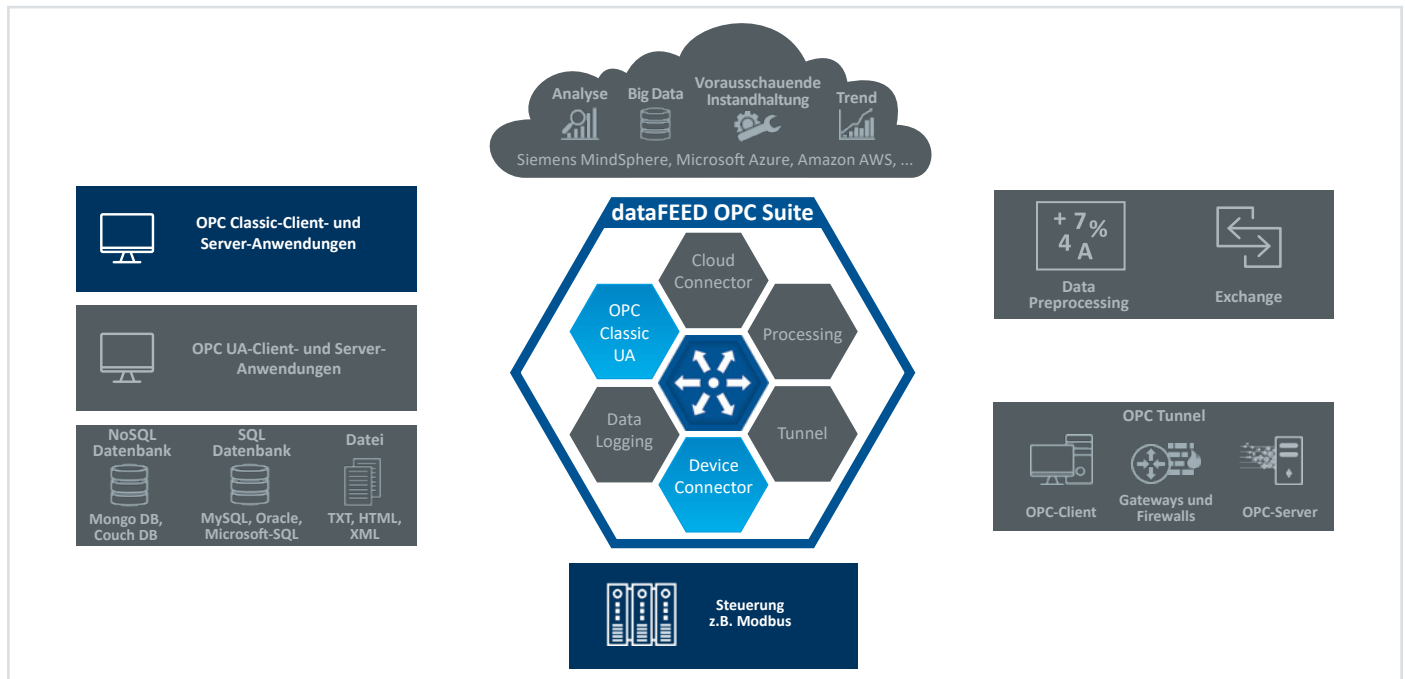 Analyse
Big Data
Vorausschauende
Instandhaltung
Trend
Siemens MindSphere, Microsoft Azure, Amazon AWS, ...
OPC Classic-Client- und
Server-Anwendungen
OPC UA-Client- und Server-
Anwendungen
NoSQL
Datenbank
Mongo DB,
Couch DB
SQL
Datenbank
MySQL, Oracle,
Microsoft-SQL
Datei
TXT, HTML,
XML
dataFEED OPC Suite
Cloud
Connector
OPC
Classic
UA
Processing
Data
Logging
Tunnel
Device
Connector
Steuerung
z.B. Modbus
+ 7%
4 A
Data
Preprocessing
Exchange
OPC Tunnel
OPC-Client
Gateways und
Firewalls
OPC-Server